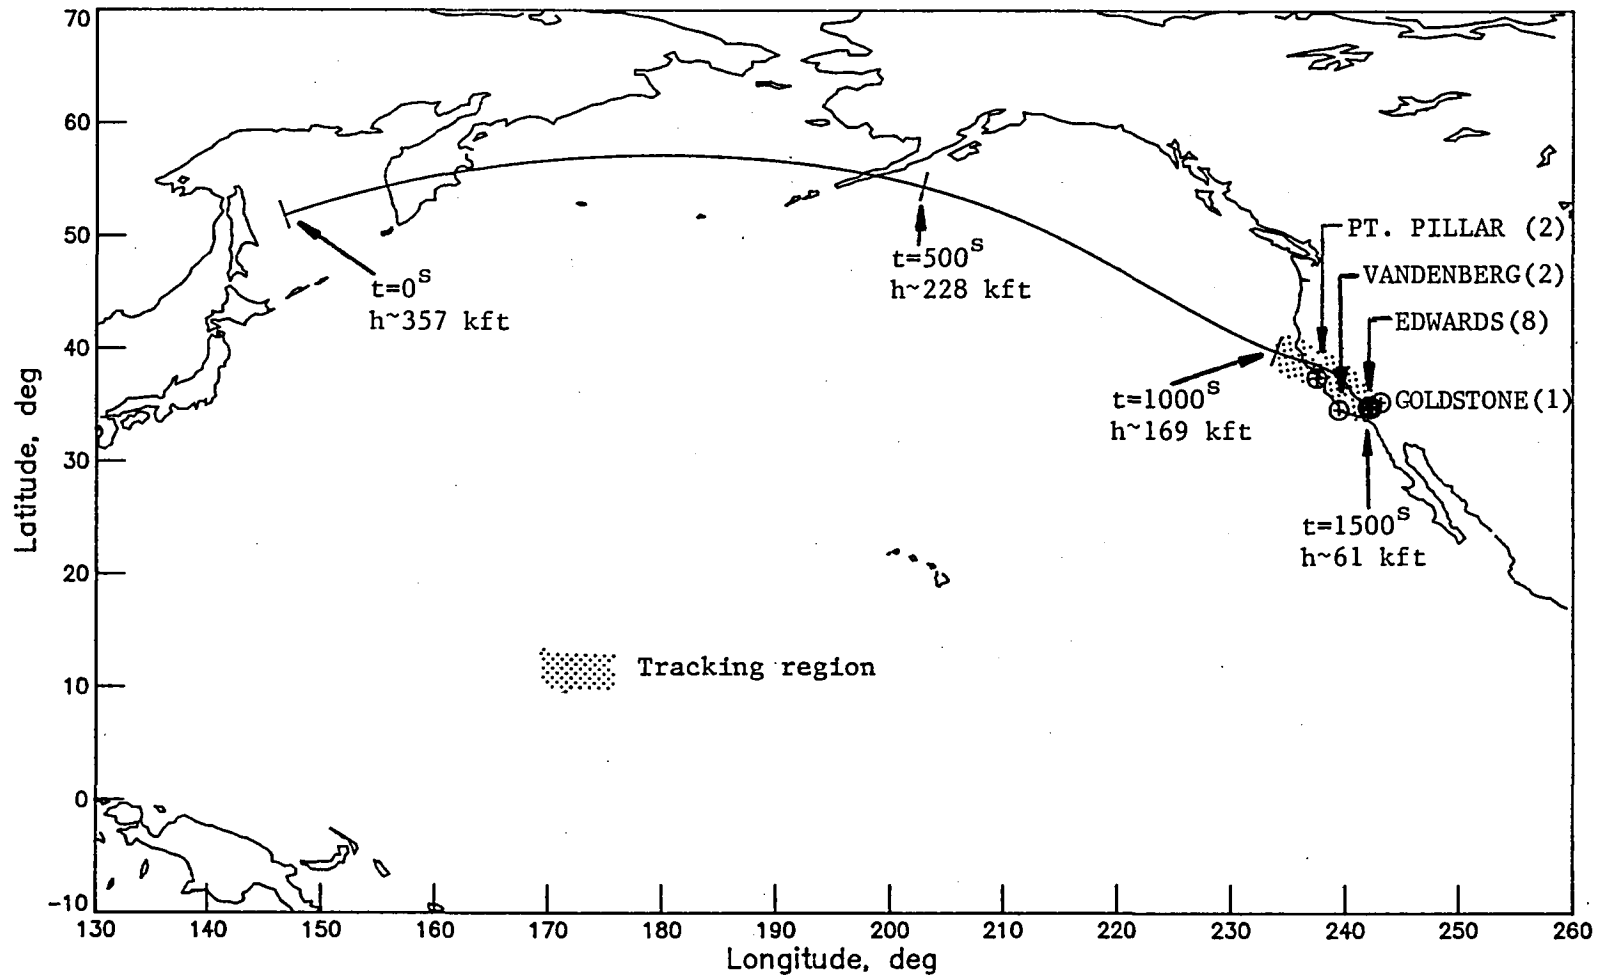 70
60
50
40
30
20
10
0
-10
Latitude, deg
130
140
150
160
170
180
190
200
210
220
230
240
250
260
Longitude, deg
t=0s
h~357 kft
t=500s
h~228 kft
t=1000s
h~169 kft
t=1500s
h~61 kft
PT. PILLAR (2)
VANDENBERG(2)
EDWARDS(8)
GOLDSTONE(1)
Tracking region